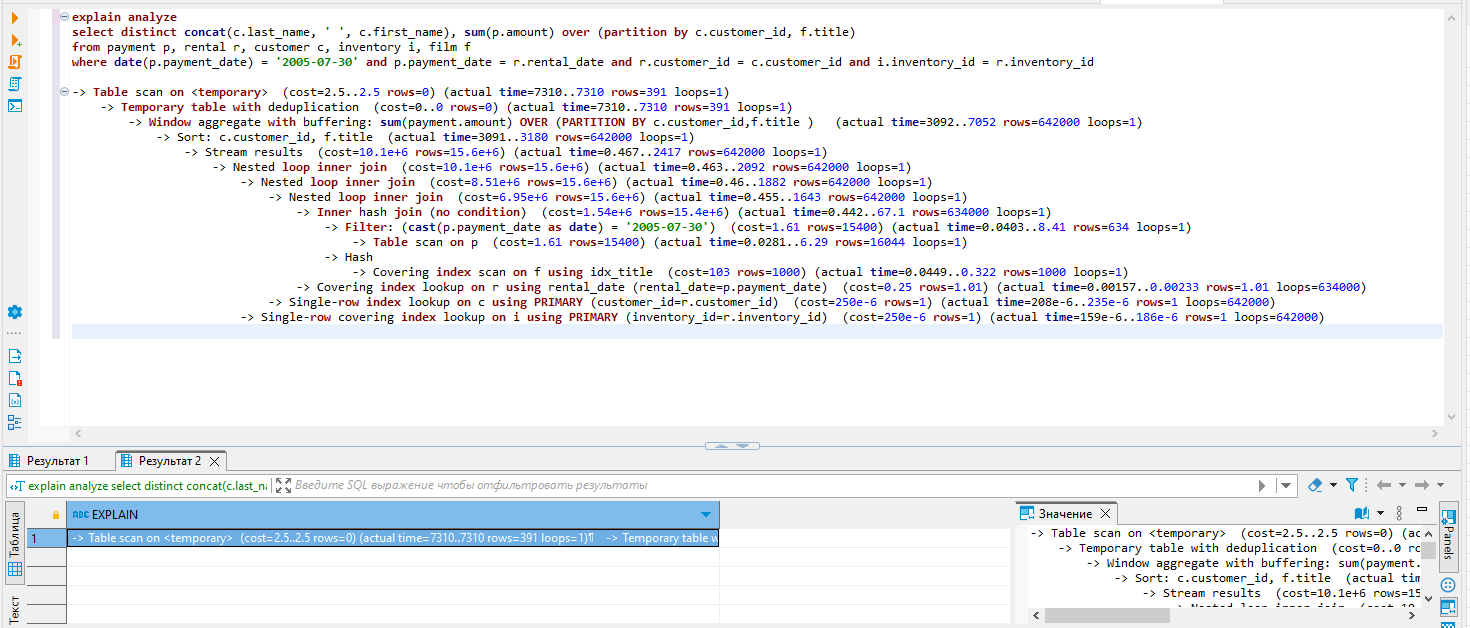 explain analyze
select distinct concat(c.last_name, ' ', c.first_name), sum(p.amount) over (partition by c.customer_id, f.title)
from payment p, rental r, customer c, inventory i, film f
where date(p.payment_date) = '2005-07-30' and p.payment_date = r.rental_date and r.customer_id = c.customer_id and i.inventory_id = r.inventory_id
-> Table scan on <temporary>  (cost=2.5..2.5 rows=0) (actual time=7310..7310 rows=391 loops=1)
-> Temporary table with deduplication  (cost=0..0 rows=0) (actual time=7310..7310 rows=391 loops=1)
-> Window aggregate with buffering: sum(payment.amount) OVER (PARTITION BY c.customer_id,f.title )   (actual time=3092..7052 rows=642000 loops=1)
-> Sort: c.customer_id, f.title  (actual time=3091..3180 rows=642000 loops=1)
-> Stream results  (cost=10.1e+6 rows=15.6e+6) (actual time=0.467..2417 rows=642000 loops=1)
-> Nested loop inner join  (cost=10.1e+6 rows=15.6e+6) (actual time=0.463..2092 rows=642000 loops=1)
-> Nested loop inner join  (cost=8.51e+6 rows=15.6e+6) (actual time=0.46..1882 rows=642000 loops=1)
-> Nested loop inner join  (cost=6.95e+6 rows=15.6e+6) (actual time=0.455..1643 rows=642000 loops=1)
-> Inner hash join (no condition)  (cost=1.54e+6 rows=15.4e+6) (actual time=0.442..67.1 rows=634000 loops=1)
-> Filter: (cast(p.payment_date as date) = '2005-07-30')  (cost=1.61 rows=15400) (actual time=0.0403..8.41 rows=634 loops=1)
-> Table scan on p  (cost=1.61 rows=15400) (actual time=0.0281..6.29 rows=16044 loops=1)
-> Hash
-> Covering index scan on f using idx_title  (cost=103 rows=1000) (actual time=0.0449..0.322 rows=1000 loops=1)
-> Covering index lookup on r using rental_date (rental_date=p.payment_date)  (cost=0.25 rows=1.01) (actual time=0.00157..0.00233 rows=1.01 loops=634000)
-> Single-row index lookup on c using PRIMARY (customer_id=r.customer_id)  (cost=250e-6 rows=1) (actual time=208e-6..235e-6 rows=1 loops=642000)
-> Single-row covering index lookup on i using PRIMARY (inventory_id=r.inventory_id)  (cost=250e-6 rows=1) (actual time=159e-6..186e-6 rows=1 loops=642000)
Результат 1
Результат 2
explain analyze select distinct concat(c.last_n
Введите SQL выражение чтобы отфильтровать результаты
Таблица
Текст
ABC EXPLAIN
1
-> Table scan on <temporary>  (cost=2.5..2.5 rows=0) (actual time=7310..7310 rows=391 loops=1)¶    -> Temporary table w
Значение
-> Table scan on <temporary>  (cost=2.5..2.5 rows=0) (ac
-> Temporary table with deduplication  (cost=0..0 ro
-> Window aggregate with buffering: sum(payment.
-> Sort: c.customer_id, f.title  (actual tim
-> Stream results  (cost=10.1e+6 rows=15
Panels